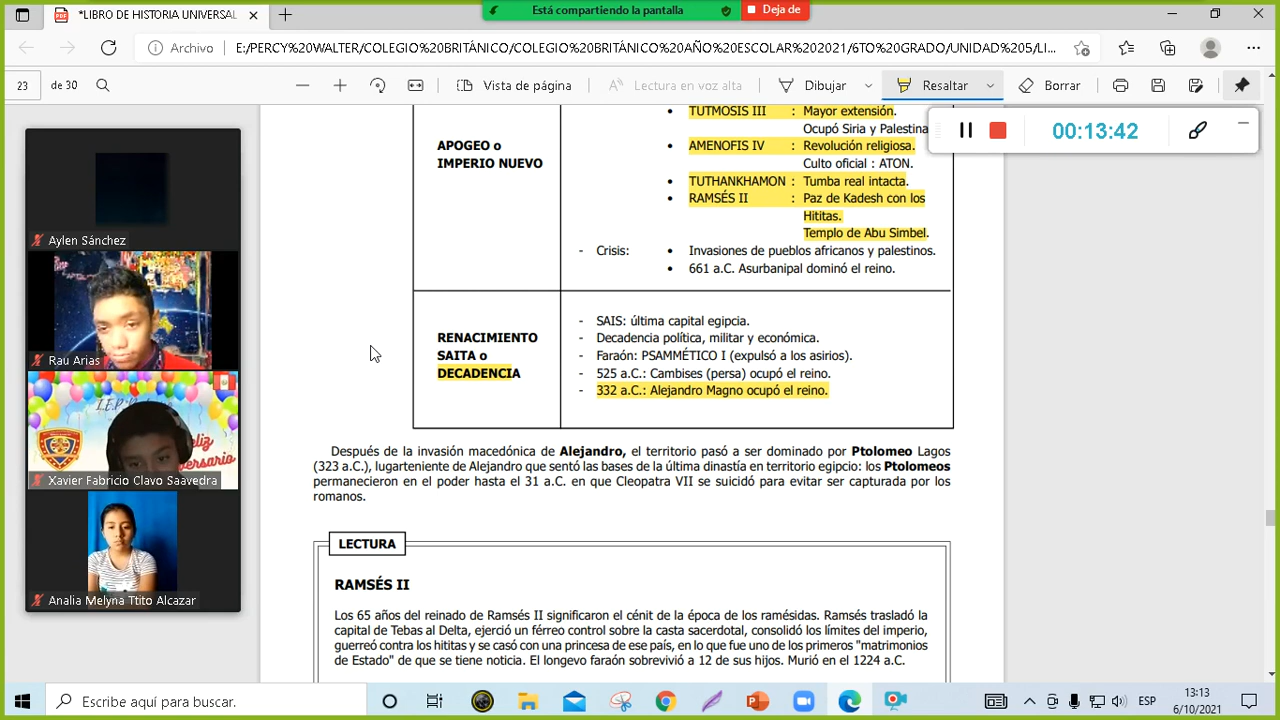 *LIBRO DE HISTORIA UNIVERSAL
Está compartiendo la pantalla
Deja de
Archivo
E:/PERCY%20WALTER/COLEGIO%20BRITÁNICO/COLEGIO%20BRITÁNICO%20AÑO%20ESCOLAR%202021/6TO%20GRADO/UNIDAD%205/LI...
23
de 30
Vista de página
Lectura en voz alta
Dibujar
Resaltar
Borrar
00:13:42
APOGEO o
IMPERIO NUEVO
• TUTMOSIS III : Mayor extensión.
Ocupó Siria y Palestina
• AMENOFIS IV : Revolución religiosa.
Culto oficial : ATON.
• TUTHANKHAMON : Tumba real intacta.
• RAMSÉS II : Paz de Kadesh con los
Hititas.
Templo de Abu Simbel.
- Crisis: • Invasiones de pueblos africanos y palestinos.
• 661 a.C. Asurbanipal dominó el reino.
RENACIMIENTO
SAITA o
DECADENCIA
- SAIS: última capital egipcia.
- Decadencia política, militar y económica.
- Faraón: PSAMMÉTICO I (expulsó a los asirios).
- 525 a.C.: Cambises (persa) ocupó el reino.
- 332 a.C.: Alejandro Magno ocupó el reino.
Después de la invasión macedónica de Alejandro, el territorio pasó a ser dominado por Ptolomeo Lagos
(323 a.C.), lugarteniente de Alejandro que sentó las bases de la última dinastía en territorio egipcio: los Ptolomeos
permanecieron en el poder hasta el 31 a.C. en que Cleopatra VII se suicidó para evitar ser capturada por los
romanos.
LECTURA
RAMSÉS II
Los 65 años del reinado de Ramsés II significaron el cénit de la época de los ramésidas. Ramsés trasladó la
capital de Tebas al Delta, ejerció un férreo control sobre la casta sacerdotal, consolidó los límites del imperio,
guerreó contra los hititas y se casó con una princesa de ese país, en lo que fue uno de los primeros "matrimonios
de Estado" de que se tiene noticia. El longevo faraón sobrevivió a 12 de sus hijos. Murió en el 1224 a.C.
Aylen Sánchez
Rau Arias
Xavier Fabricio Clavo Saavedra
Analia Melyna Ttito Alcazar
Escribe aquí para buscar.
ESP
13:13
6/10/2021